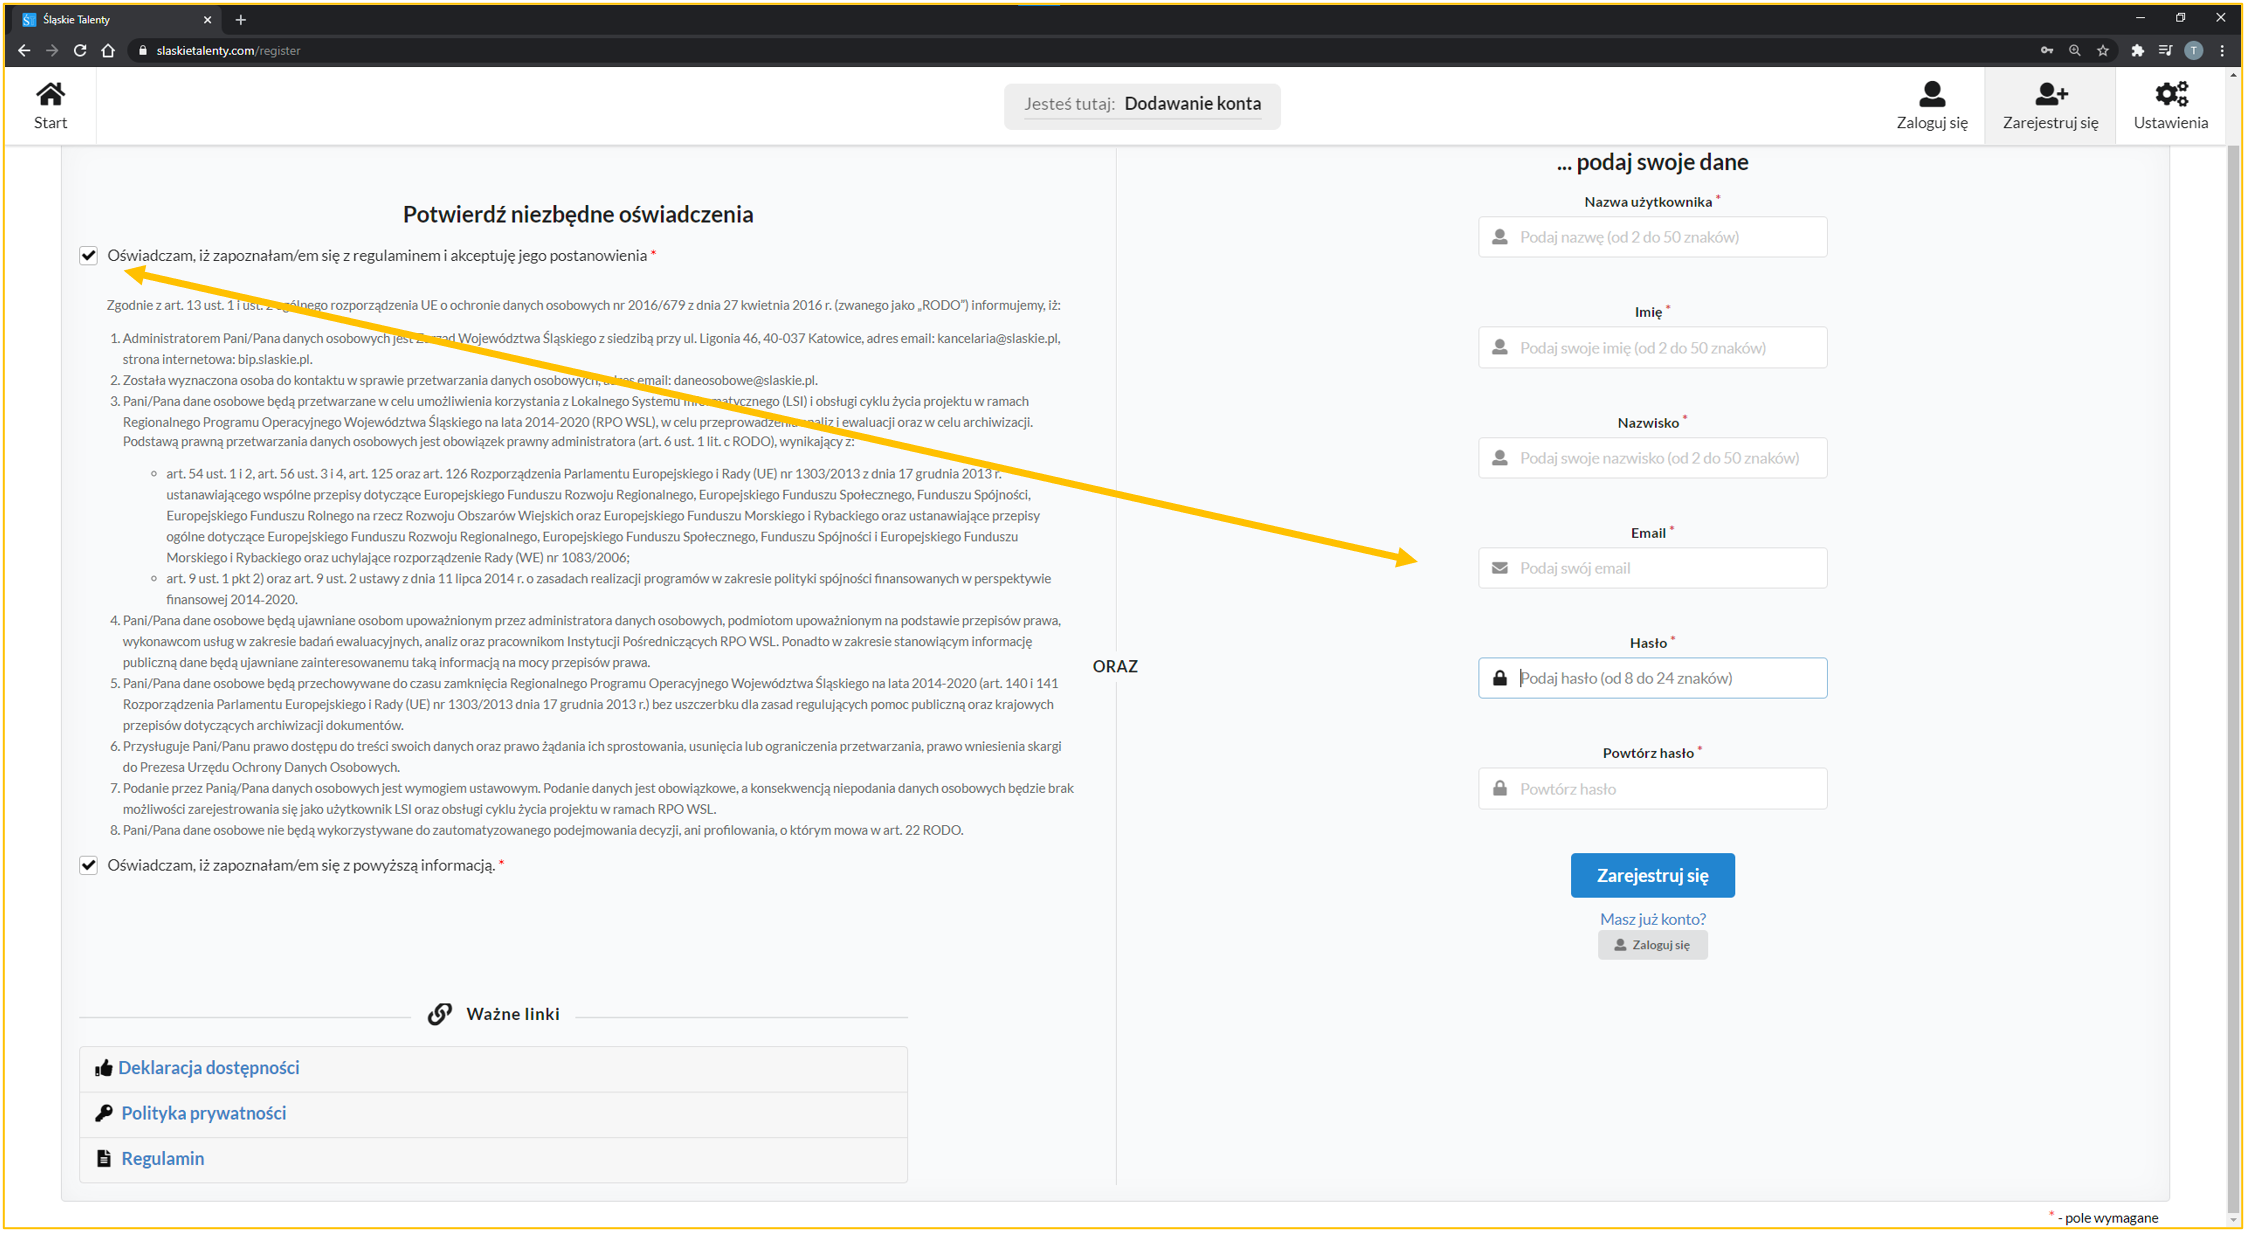 Śląskie Talenty
slaskietalenty.com/register
T
Start
Jesteś tutaj: Dodawanie konta
Zaloguj się
Zarejestruj się
Ustawienia
Potwierdź niezbędne oświadczenia
Oświadczam, iż zapoznałam/em się z regulaminem i akceptuję jego postanowienia *
Zgodnie z art. 13 ust. 1 i ust. 2 ogólnego rozporządzenia UE o ochronie danych osobowych nr 2016/679 z dnia 27 kwietnia 2016 r. (zwanego jako „RODO”) informujemy, iż:
1. Administratorem Pani/Pana danych osobowych jest Zarząd Województwa Śląskiego z siedzibą przy ul. Ligonia 46, 40-037 Katowice, adres email: kancelaria@slaskie.pl,
strona internetowa: bip.slaskie.pl.
2. Została wyznaczona osoba do kontaktu w sprawie przetwarzania danych osobowych, adres email: daneosobowe@slaskie.pl.
3. Pani/Pana dane osobowe będą przetwarzane w celu umożliwienia korzystania z Lokalnego Systemu Informatycznego (LSI) i obsługi cyklu życia projektu w ramach
Regionalnego Programu Operacyjnego Województwa Śląskiego na lata 2014-2020 (RPO WSL), w celu przeprowadzenia analiz i ewaluacji oraz w celu archiwizacji.
Podstawą prawną przetwarzania danych osobowych jest obowiązek prawny administratora (art. 6 ust. 1 lit. c RODO), wynikający z:
art. 54 ust. 1 i 2, art. 56 ust. 3 i 4, art. 125 oraz art. 126 Rozporządzenia Parlamentu Europejskiego i Rady (UE) nr 1303/2013 z dnia 17 grudnia 2013 r.
ustanawiającego wspólne przepisy dotyczące Europejskiego Funduszu Rozwoju Regionalnego, Europejskiego Funduszu Społecznego, Funduszu Spójności,
Europejskiego Funduszu Rolnego na rzecz Rozwoju Obszarów Wiejskich oraz Europejskiego Funduszu Morskiego i Rybackiego oraz ustanawiające przepisy
ogólne dotyczące Europejskiego Funduszu Rozwoju Regionalnego, Europejskiego Funduszu Społecznego, Funduszu Spójności i Europejskiego Funduszu
Morskiego i Rybackiego oraz uchylające rozporządzenie Rady (WE) nr 1083/2006;
art. 9 ust. 1 pkt 2) oraz art. 9 ust. 2 ustawy z dnia 11 lipca 2014 r. o zasadach realizacji programów w zakresie polityki spójności finansowanych w perspektywie
finansowej 2014-2020.
4. Pani/Pana dane osobowe będą ujawniane osobom upoważnionym przez administratora danych osobowych, podmiotom upoważnionym na podstawie przepisów prawa,
wykonawcom usług w zakresie badań ewaluacyjnych, analiz oraz pracownikom Instytucji Pośredniczących RPO WSL. Ponadto w zakresie stanowiącym informację
publiczną dane będą ujawniane zainteresowanemu taką informacją na mocy przepisów prawa.
5. Pani/Pana dane osobowe będą przechowywane do czasu zamknięcia Regionalnego Programu Operacyjnego Województwa Śląskiego na lata 2014-2020 (art. 140 i 141
Rozporządzenia Parlamentu Europejskiego i Rady (UE) nr 1303/2013 dnia 17 grudnia 2013 r.) bez uszczerbku dla zasad regulujących pomoc publiczną oraz krajowych
przepisów dotyczących archiwizacji dokumentów.
6. Przysługuje Pani/Panu prawo dostępu do treści swoich danych oraz prawo żądania ich sprostowania, usunięcia lub ograniczenia przetwarzania, prawo wniesienia skargi
do Prezesa Urzędu Ochrony Danych Osobowych.
7. Podanie przez Panią/Pana danych osobowych jest wymogiem ustawowym. Podanie danych jest obowiązkowe, a konsekwencją niepodania danych osobowych będzie brak
możliwości zarejestrowania się jako użytkownik LSI oraz obsługi cyklu życia projektu w ramach RPO WSL.
8. Pani/Pana dane osobowe nie będą wykorzystywane do zautomatyzowanego podejmowania decyzji, ani profilowania, o którym mowa w art. 22 RODO.
Oświadczam, iż zapoznałam/em się z powyższą informacją. *
Ważne linki
Deklaracja dostępności
Polityka prywatności
Regulamin
ORAZ
... podaj swoje dane
Nazwa użytkownika *
Podaj nazwę (od 2 do 50 znaków)
Imię *
Podaj swoje imię (od 2 do 50 znaków)
Nazwisko *
Podaj swoje nazwisko (od 2 do 50 znaków)
Email *
Podaj swój email
Hasło *
Podaj hasło (od 8 do 24 znaków)
Powtórz hasło *
Powtórz hasło
Zarejestruj się
Masz już konto?
Zaloguj się
* - pole wymagane